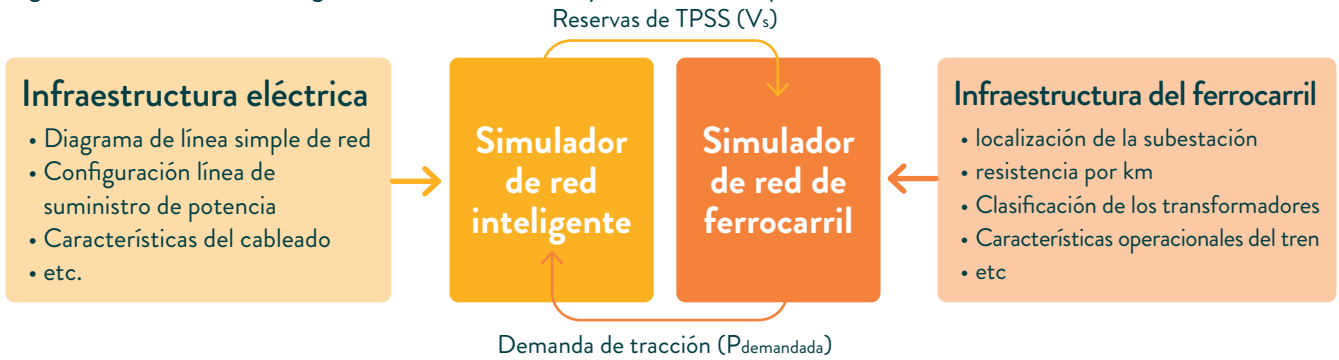 Reservas de TPSS (Vs)
Infraestructura eléctrica
• Diagrama de línea simple de red
• Configuración línea de
suministro de potencia
• Características del cableado
• etc.
Simulador
de red
inteligente
Simulador
de red de
ferrocarril
Infraestructura del ferrocarril
• localización de la subestación
• resistencia por km
• Clasificación de los transformadores
• Características operacionales del tren
• etc
Demanda de tracción (Pdemandada)